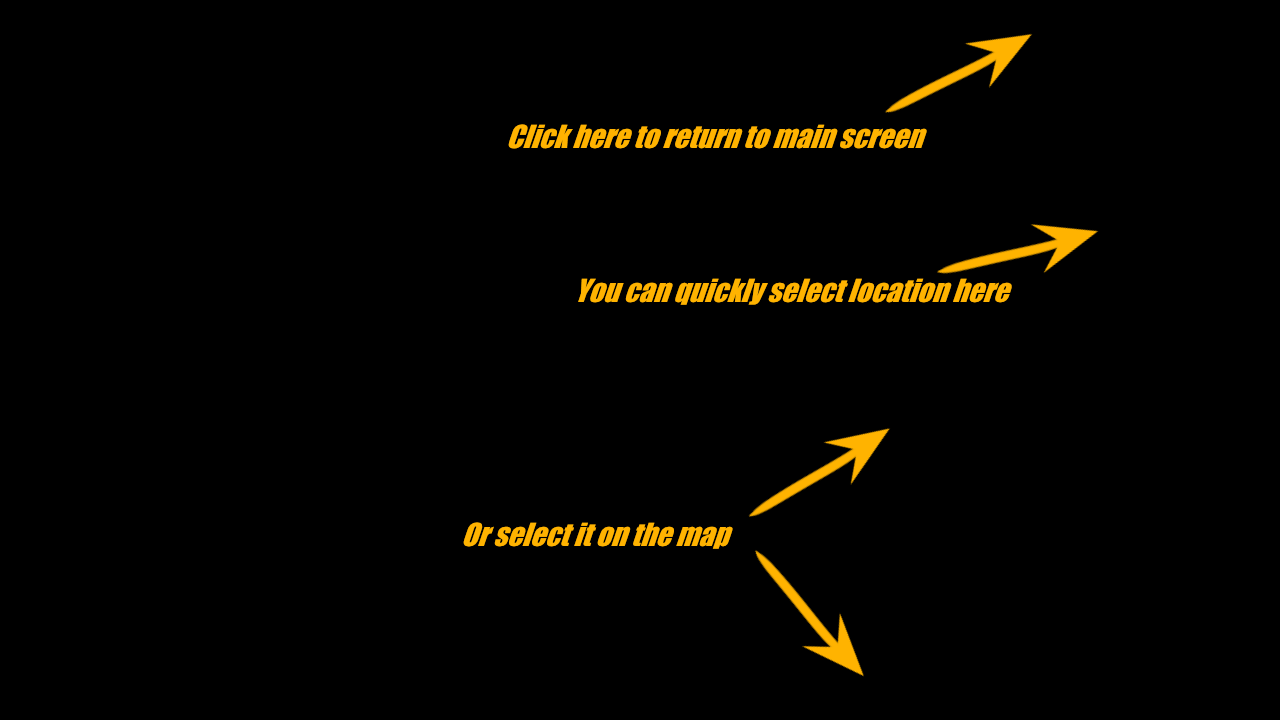 Click here to return to main screen
You can quickly select location here
Or select it on the map